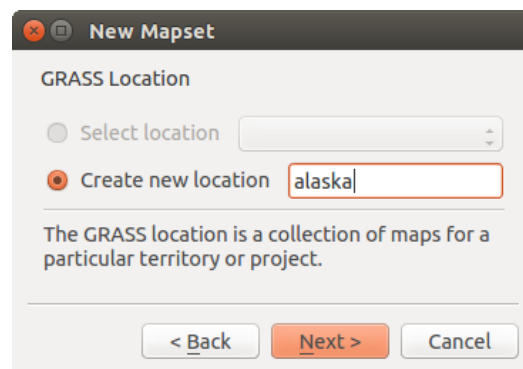 New Mapset
GRASS Location
Select location
Create new location alaska
The GRASS location is a collection of maps for a
particular territory or project.
< Back Next > Cancel